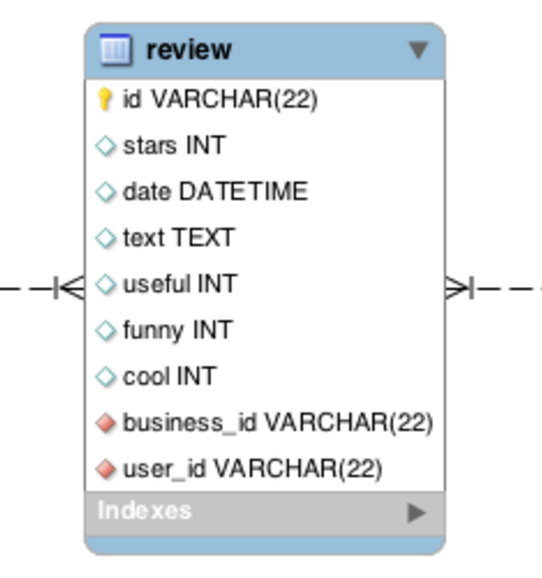 review
id VARCHAR(22)
stars INT
date DATETIME
text TEXT
useful INT
funny INT
cool INT
business_id VARCHAR(22)
user_id VARCHAR(22)
Indexes